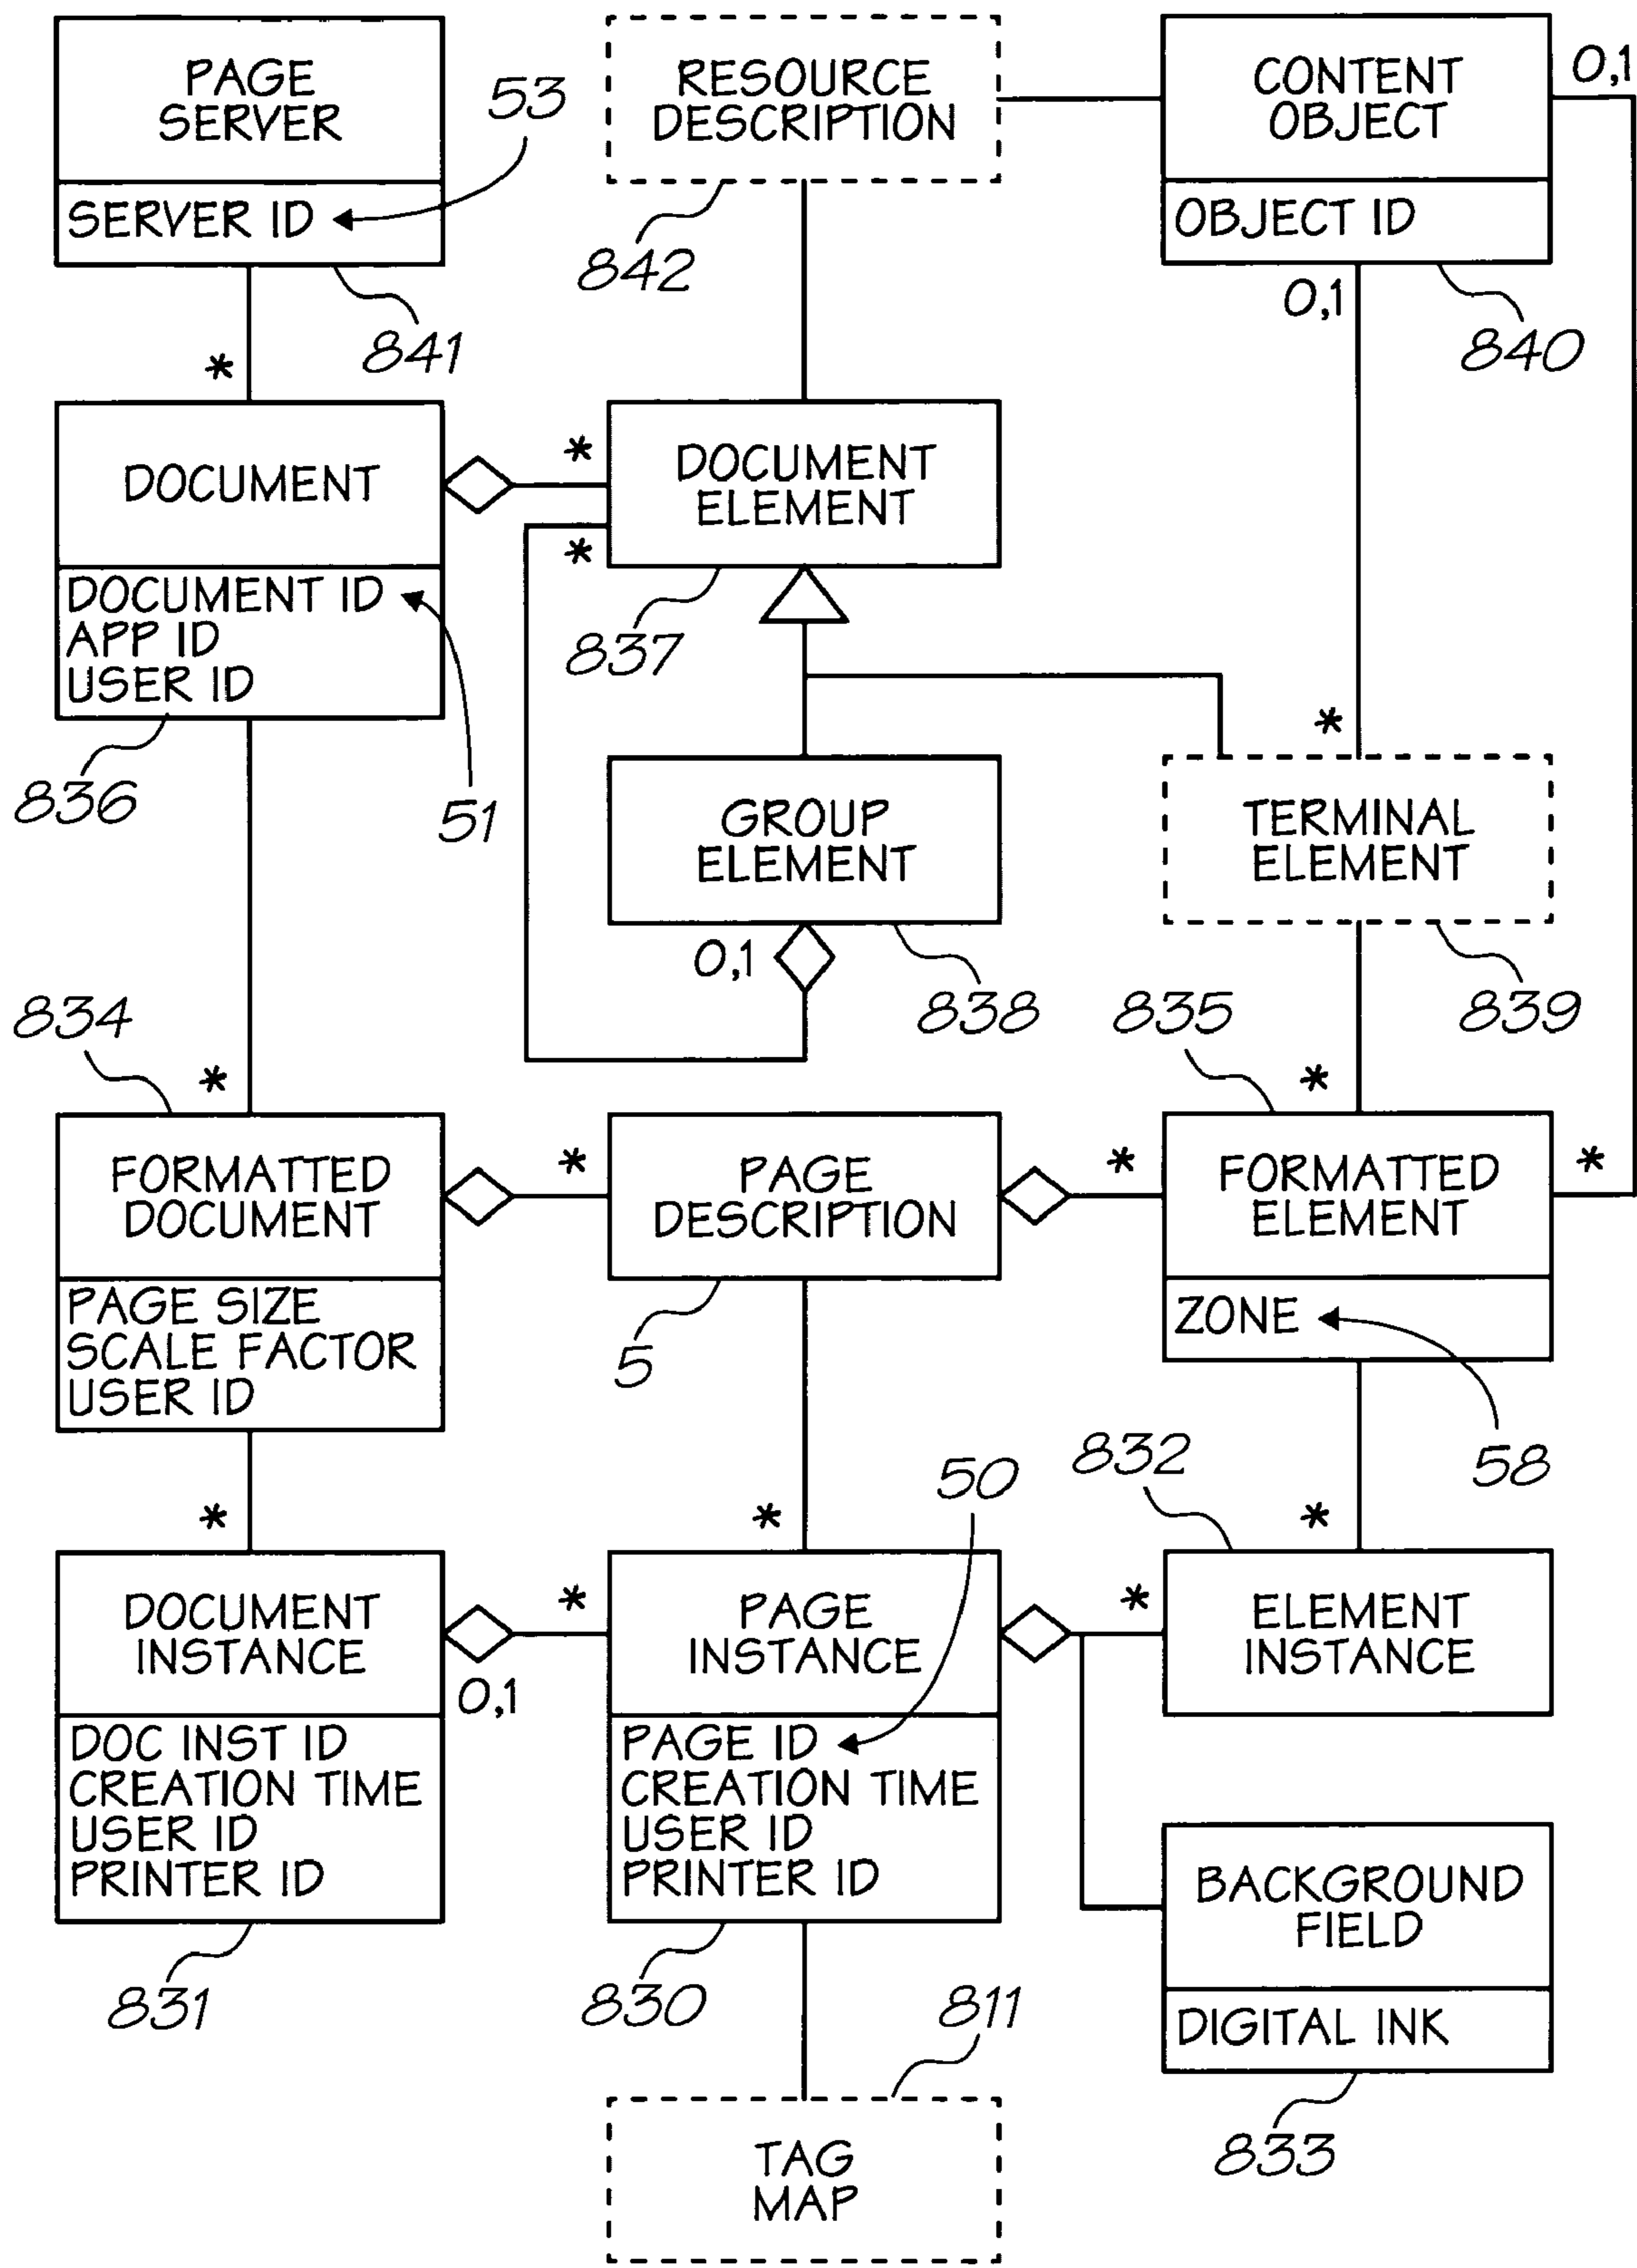 PAGE
SERVER
SERVER ID
53
841
RESOURCE
DESCRIPTION
842
CONTENT
OBJECT
OBJECT ID
0,1
0,1
840
*
DOCUMENT
DOCUMENT ID
APP ID
USER ID
836
51
*
*
DOCUMENT
ELEMENT
837
GROUP
ELEMENT
0,1
838
*
TERMINAL
ELEMENT
839
834
*
FORMATTED
DOCUMENT
PAGE SIZE
SCALE FACTOR
USER ID
*
PAGE
DESCRIPTION
5
835
*
*
FORMATTED
ELEMENT
*
ZONE
58
*
DOCUMENT
INSTANCE
0,1
DOC INST ID
CREATION TIME
USER ID
PRINTER ID
831
*
*
50
PAGE
INSTANCE
PAGE ID
CREATION TIME
USER ID
PRINTER ID
830
832
*
*
ELEMENT
INSTANCE
BACKGROUND
FIELD
DIGITAL INK
833
811
TAG
MAP